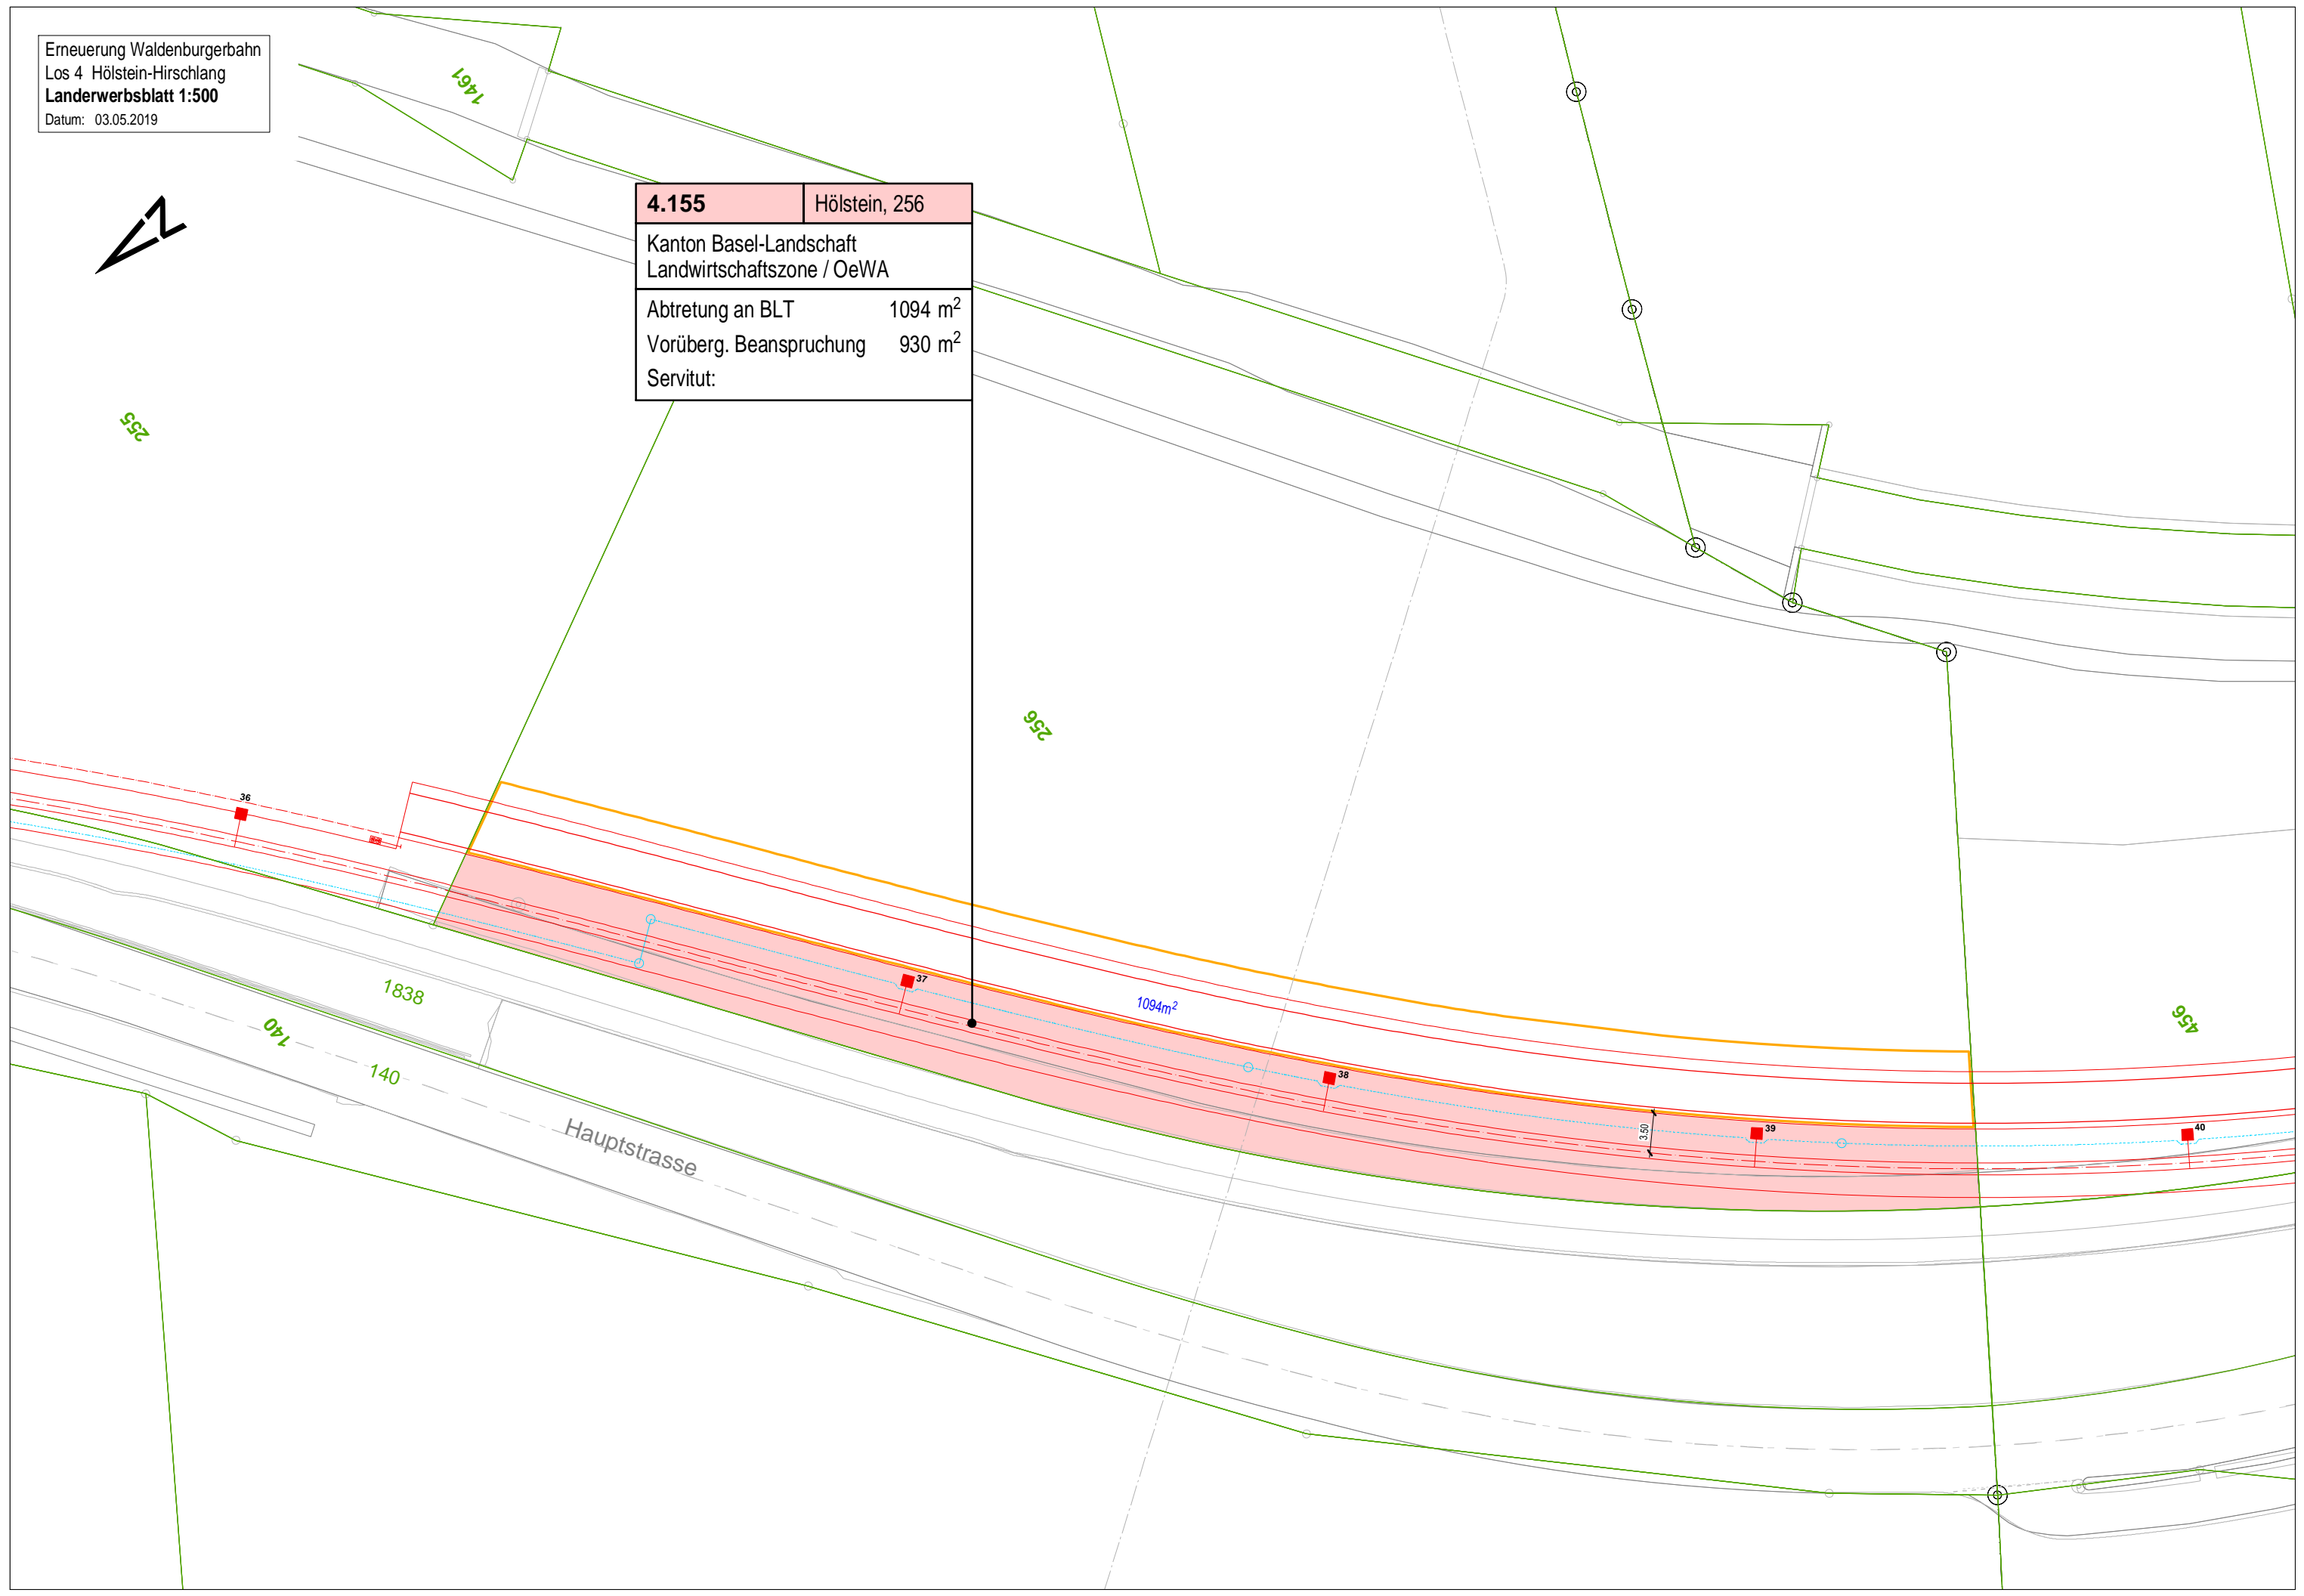 Erneuerung Waldenburgerbahn
Los 4 Hölstein-Hirschlang
Landerwerbsblatt 1:500
Datum: 03.05.2019
1461
4.155 Hölstein, 256
Kanton Basel-Landschaft
Landwirtschaftszone / OeWA
Abtretung an BLT 1094 m²
Vorüberg. Beanspruchung 930 m²
Servitut:
255
256
36
37
1094m²
38
3.50
39
40
456
1838
140
140
Hauptstrasse